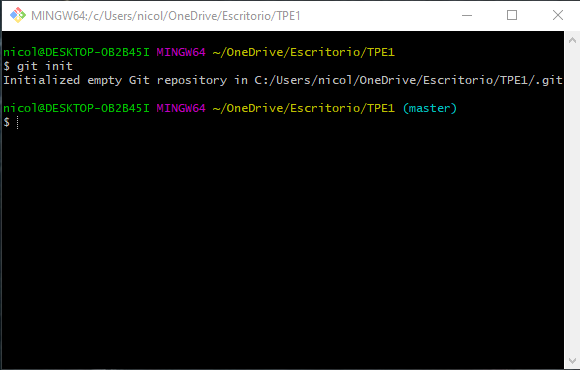 MINGW64:/c/Users/nicol/OneDrive/Escritorio/TPE1
nicol@DESKTOP-0B2B45I MINGW64 ~/OneDrive/Escritorio/TPE1
$ git init
Initialized empty Git repository in C:/Users/nicol/OneDrive/Escritorio/TPE1/.git
nicol@DESKTOP-0B2B45I MINGW64 ~/OneDrive/Escritorio/TPE1 (master)
$